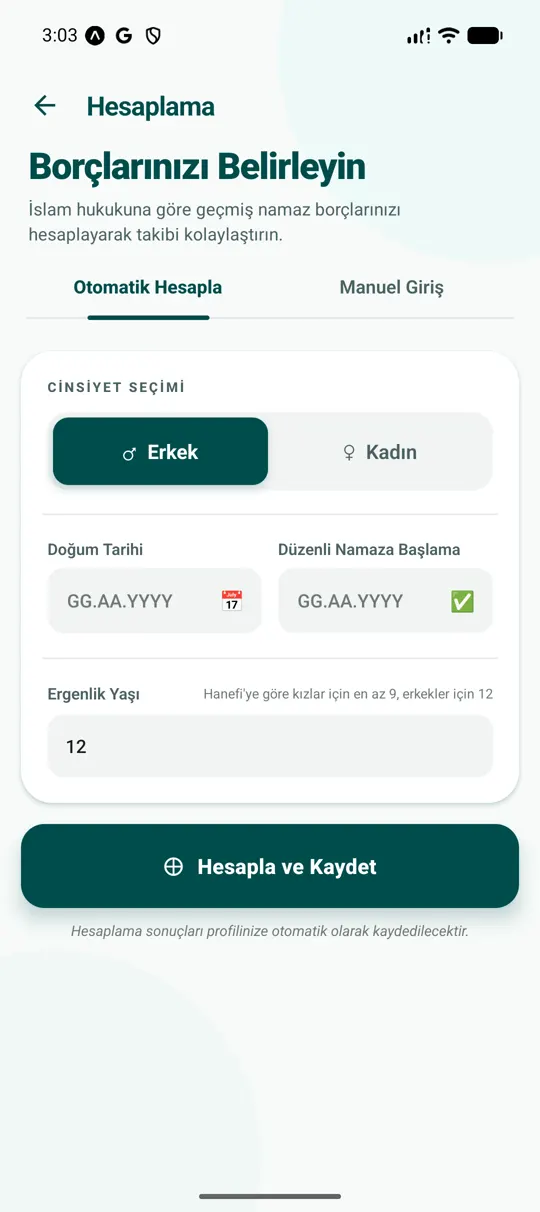 3:03
Hesaplama
Borçlarınızı Belirleyin
İslam hukukuna göre geçmiş namaz borçlarınızı
hesaplayarak takibi kolaylaştırın.
Otomatik Hesapla
Manuel Giriş
CİNSİYET SEÇİMİ
♂ Erkek
♀ Kadın
Doğum Tarihi
Düzenli Namaza Başlama
GG.AA.YYYY
GG.AA.YYYY
Ergenlik Yaşı
Hanefi'ye göre kızlar için en az 9, erkekler için 12
12
Hesapla ve Kaydet
Hesaplama sonuçları profilinize otomatik olarak kaydedilecektir.